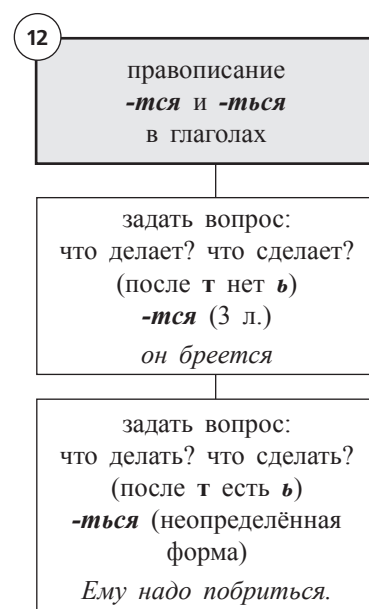 12
правописание
-тся и -ться
в глаголах
задать вопрос:
что делает? что сделает?
(после т нет ь)
-тся (3 л.)
он бреется
задать вопрос:
что делать? что сделать?
(после т есть ь)
-ться (неопределённая
форма)
Ему надо побриться.